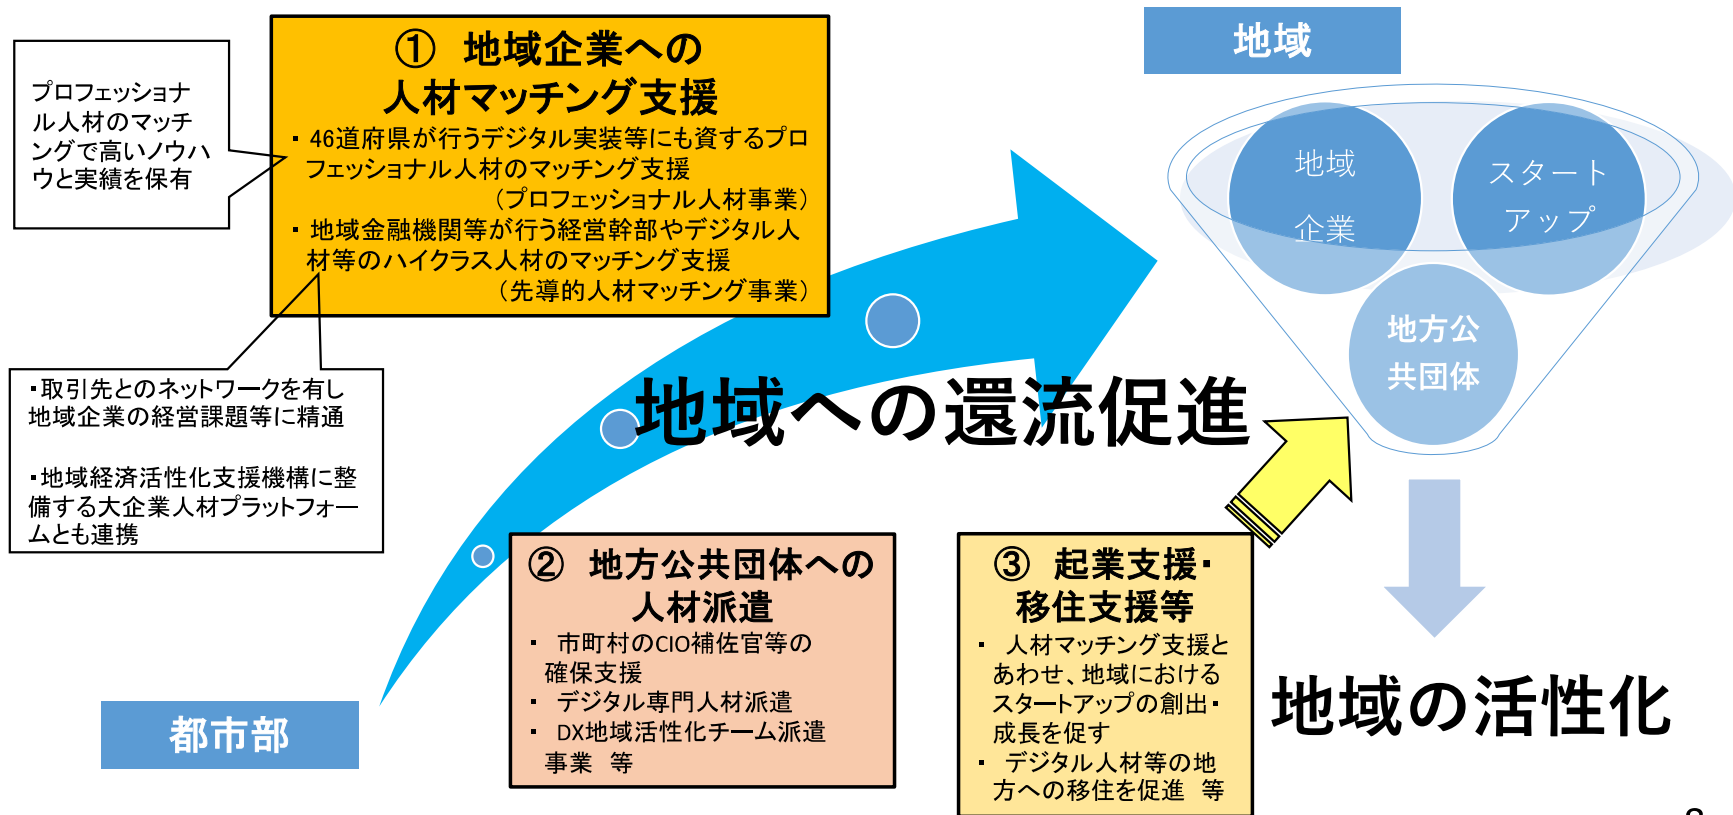 ① 地域企業への
人材マッチング支援
・ 46道府県が行うデジタル実装等にも資するプロ
フェッショナル人材のマッチング支援
（プロフェッショナル人材事業）
・ 地域金融機関等が行う経営幹部やデジタル人
材等のハイクラス人材のマッチング支援
（先導的人材マッチング事業）
プロフェッショナ
ル人材のマッチ
ングで高いノウハ
ウと実績を保有
・取引先とのネットワークを有し
地域企業の経営課題等に精通
・地域経済活性化支援機構に整
備する大企業人材プラットフォー
ムとも連携
地域
地域
企業
スタート
アップ
地方公
共団体
地域への還流促進
② 地方公共団体への
人材派遣
・ 市町村のCIO補佐官等の
確保支援
・ デジタル専門人材派遣
・ DX地域活性化チーム派遣
事業 等
③ 起業支援・
移住支援等
・ 人材マッチング支援と
あわせ、地域における
スタートアップの創出・
成長を促す
・ デジタル人材等の地
方への移住を促進 等
都市部
地域の活性化